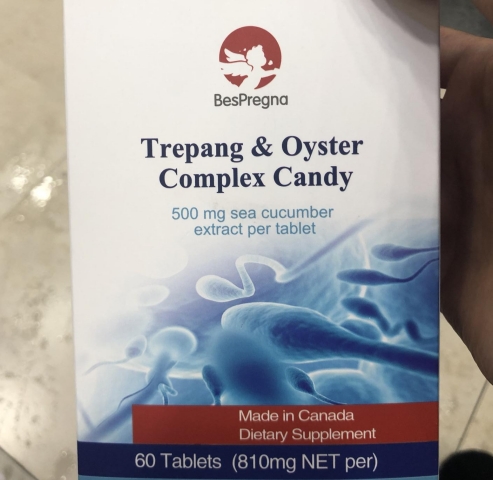 BesPregna
Trepang & Oyster
Complex Candy
500 mg sea cucumber
extract per tablet
Made in Canada
Dietary Supplement
60 Tablets (810mg NET per)